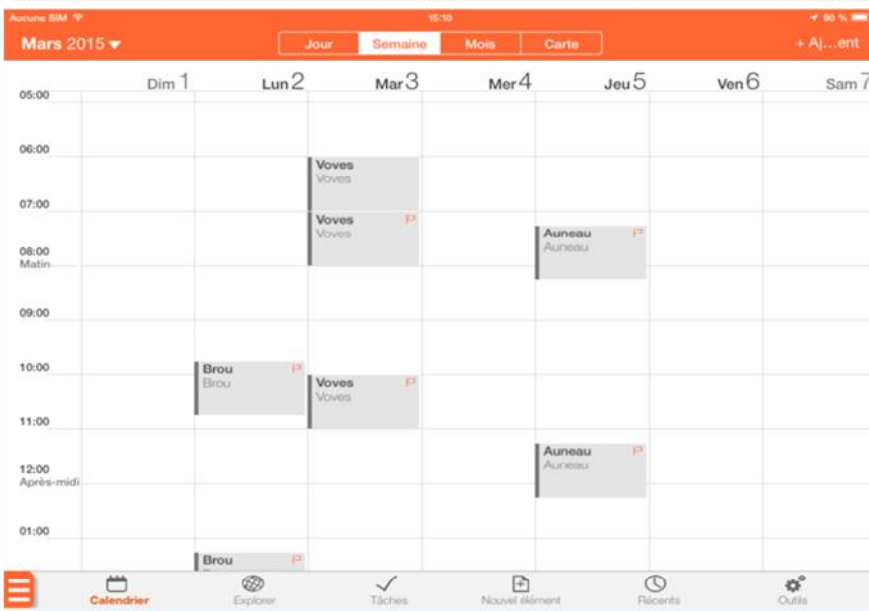 Aucune SIM 15:10 90 %
Mars 2015 Jour Semaine Mois Carte + Aj...ent
Dim 1 Lun 2 Mar 3 Mer 4 Jeu 5 Ven 6 Sam 7
05:00
06:00
Voves
Voves
07:00
Voves
Voves
Auneau
Auneau
08:00
Matin
09:00
10:00
Brou
Brou
Voves
Voves
11:00
Auneau
Auneau
12:00
Après-midi
01:00
Brou
Calendrier Explorer Tâches Nouvel élément Récents Outils